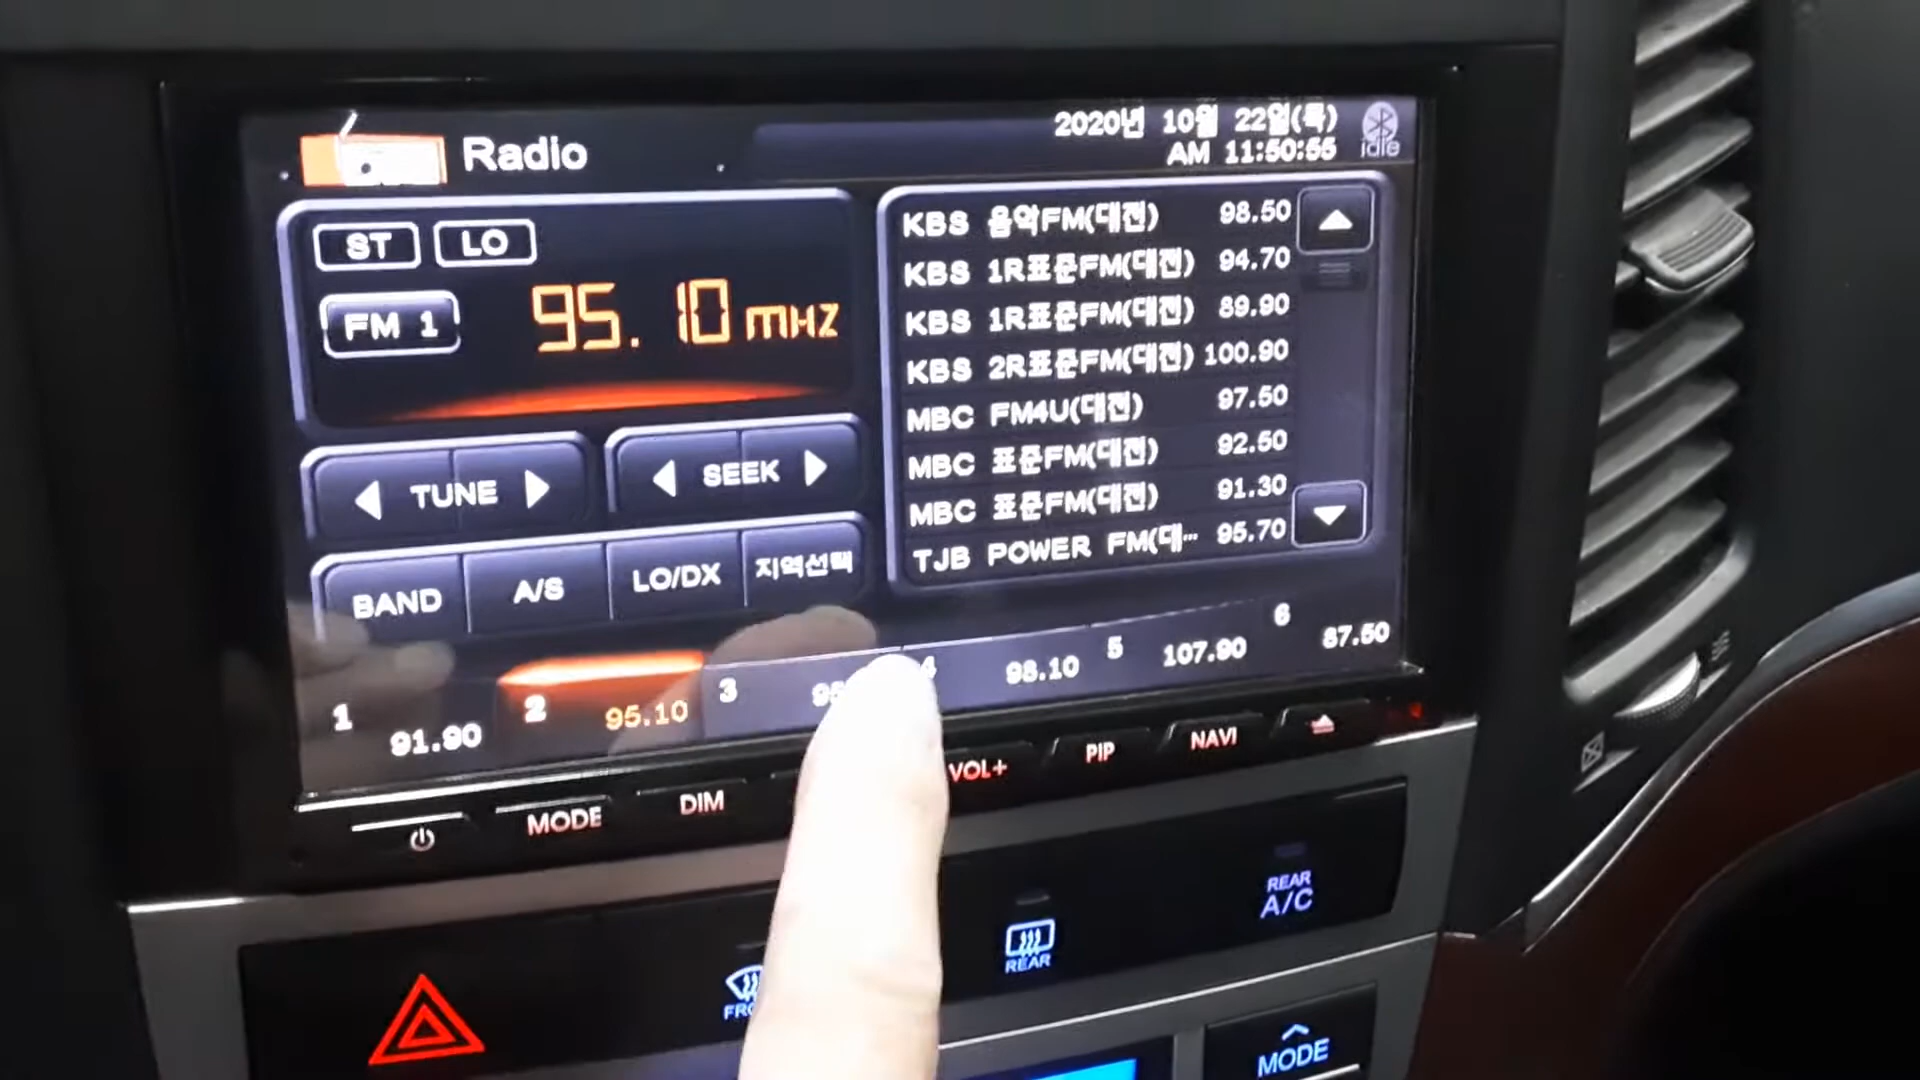 Radio
2020년 10월 22일(목)
AM 11:50:55
idle
ST LO
FM 1
95.10 MHZ
TUNE
SEEK
BAND
A/S
LO/DX
지역선택
KBS 음악FM(대전) 98.50
KBS 1R표준FM(대전) 94.70
KBS 1R표준FM(대전) 89.90
KBS 2R표준FM(대전) 100.90
MBC FM4U(대전) 97.50
MBC 표준FM(대전) 92.50
MBC 표준FM(대전) 91.30
TJB POWER FM(대… 95.70
1 91.90
2 95.10
3
4 98.10
5 107.90
6 87.50
MODE
DIM
VOL+
PIP
NAVI
REAR
REAR
A/C
MODE